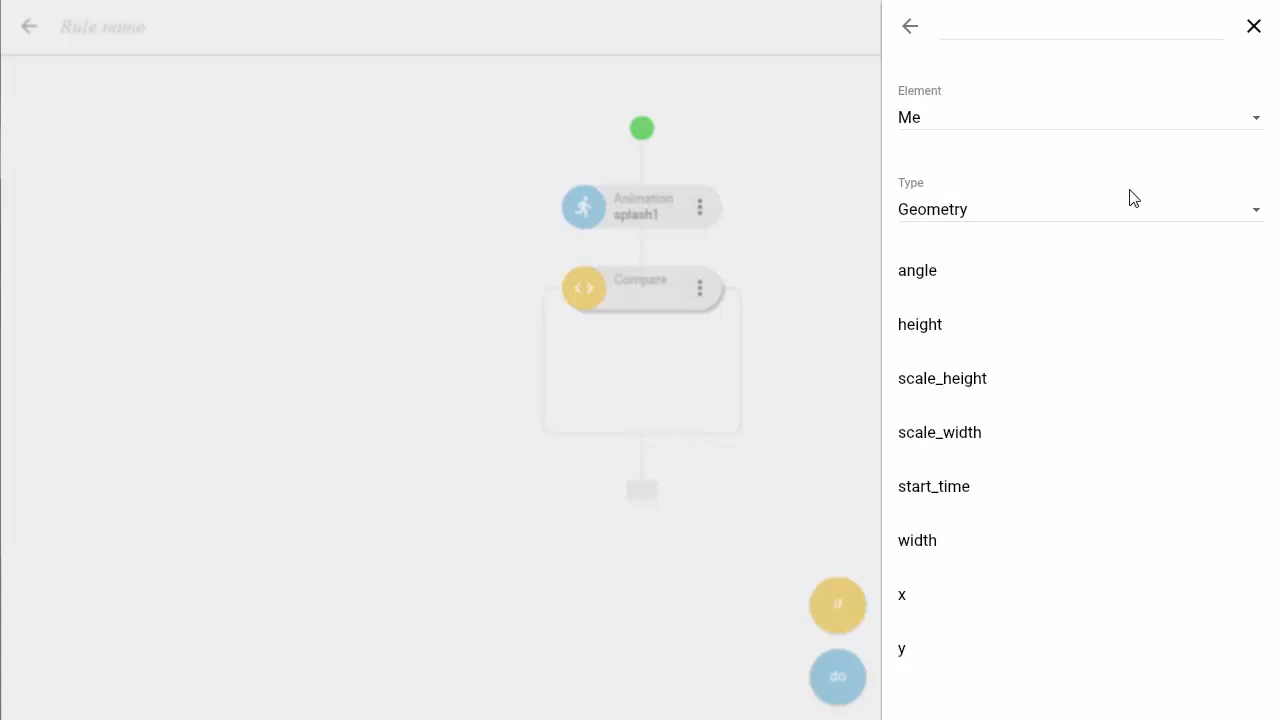 Rule name
Element
Me
Type
Geometry
Animation
splash1
Compare
angle
height
scale_height
scale_width
start_time
width
x
y
if
do